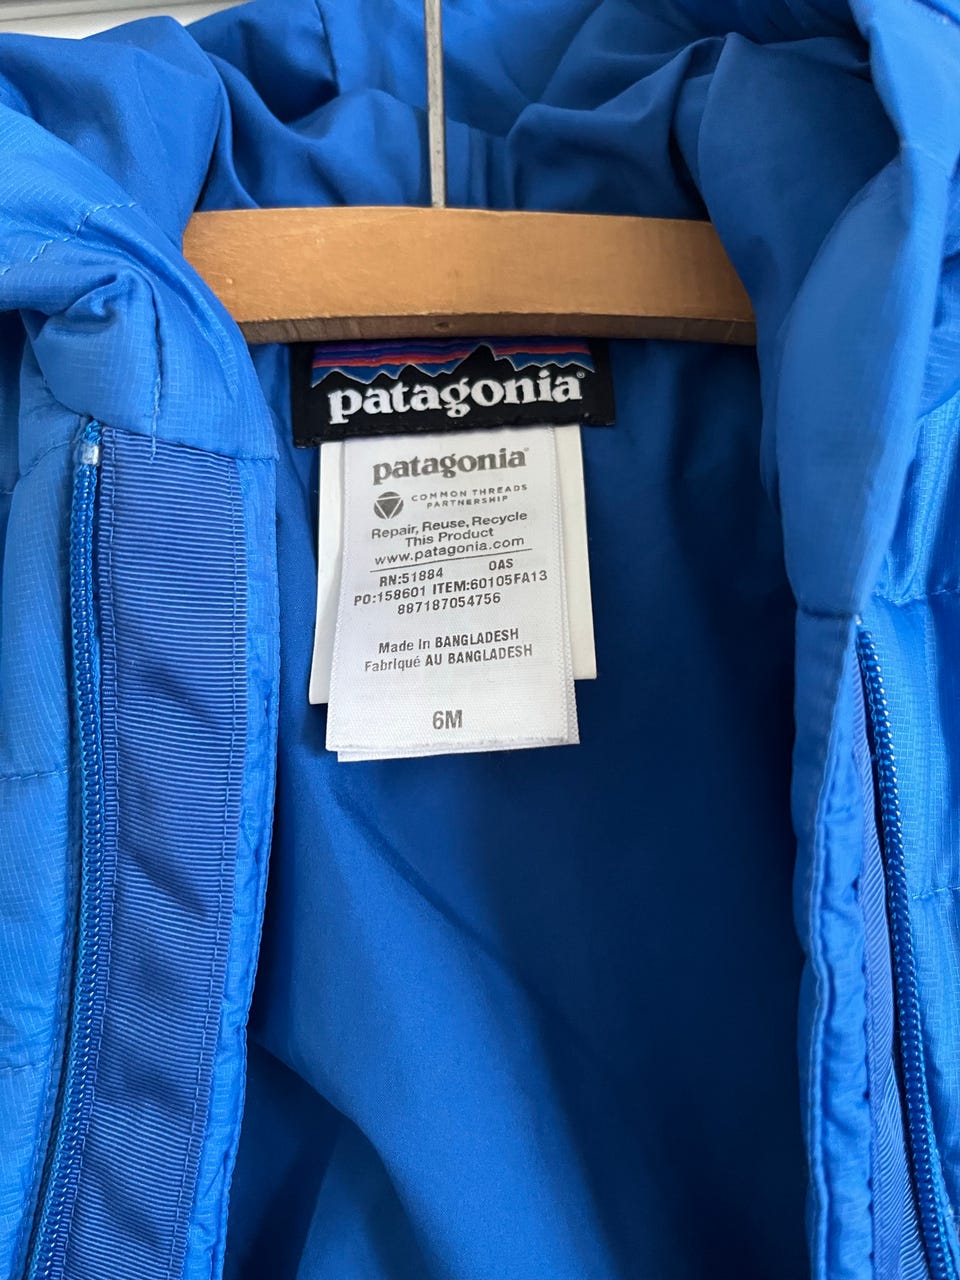 patagonia®
patagonia®
COMMON THREADS
PARTNERSHIP™
Repair, Reuse, Recycle
This Product
www.patagonia.com
RN:51884 OAS
PO:158601 ITEM:60105FA13
887187054756
Made in BANGLADESH
Fabriqué AU BANGLADESH
6M